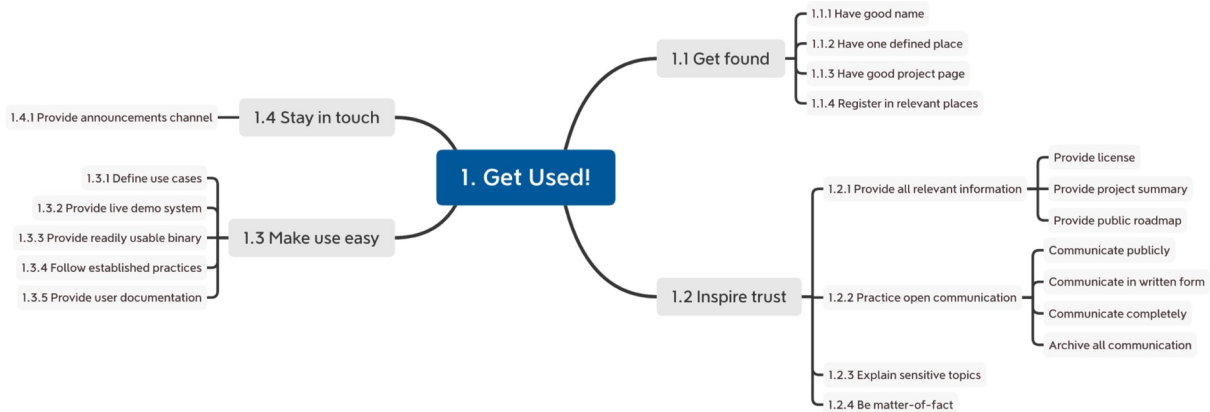 1. Get Used!
1.1 Get found
1.1.1 Have good name
1.1.2 Have one defined place
1.1.3 Have good project page
1.1.4 Register in relevant places
1.2 Inspire trust
1.2.1 Provide all relevant information
Provide license
Provide project summary
Provide public roadmap
1.2.2 Practice open communication
Communicate publicly
Communicate in written form
Communicate completely
Archive all communication
1.2.3 Explain sensitive topics
1.2.4 Be matter-of-fact
1.3 Make use easy
1.3.1 Define use cases
1.3.2 Provide live demo system
1.3.3 Provide readily usable binary
1.3.4 Follow established practices
1.3.5 Provide user documentation
1.4 Stay in touch
1.4.1 Provide announcements channel